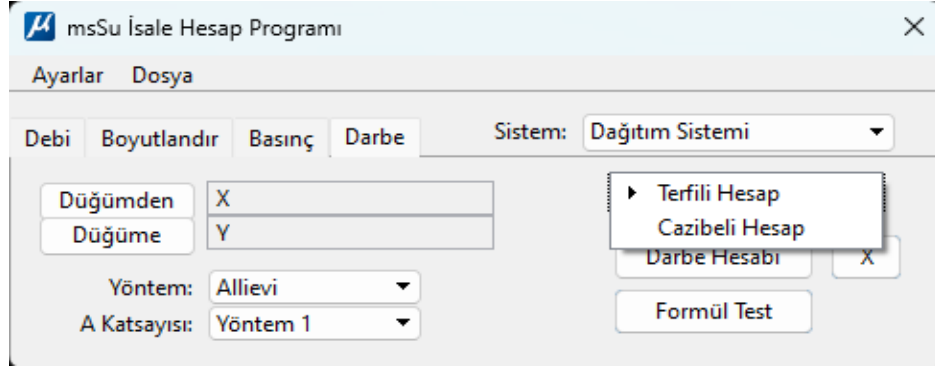 msSu İsale Hesap Programı
Ayarlar Dosya
Debi Boyutlandır Basınç Darbe Sistem: Dağıtım Sistemi
Düğümden X Terfili Hesap
Düğüme Y Cazibeli Hesap
Darbe Hesabı X
Yöntem: Allievi
A Katsayısı: Yöntem 1 Formül Test